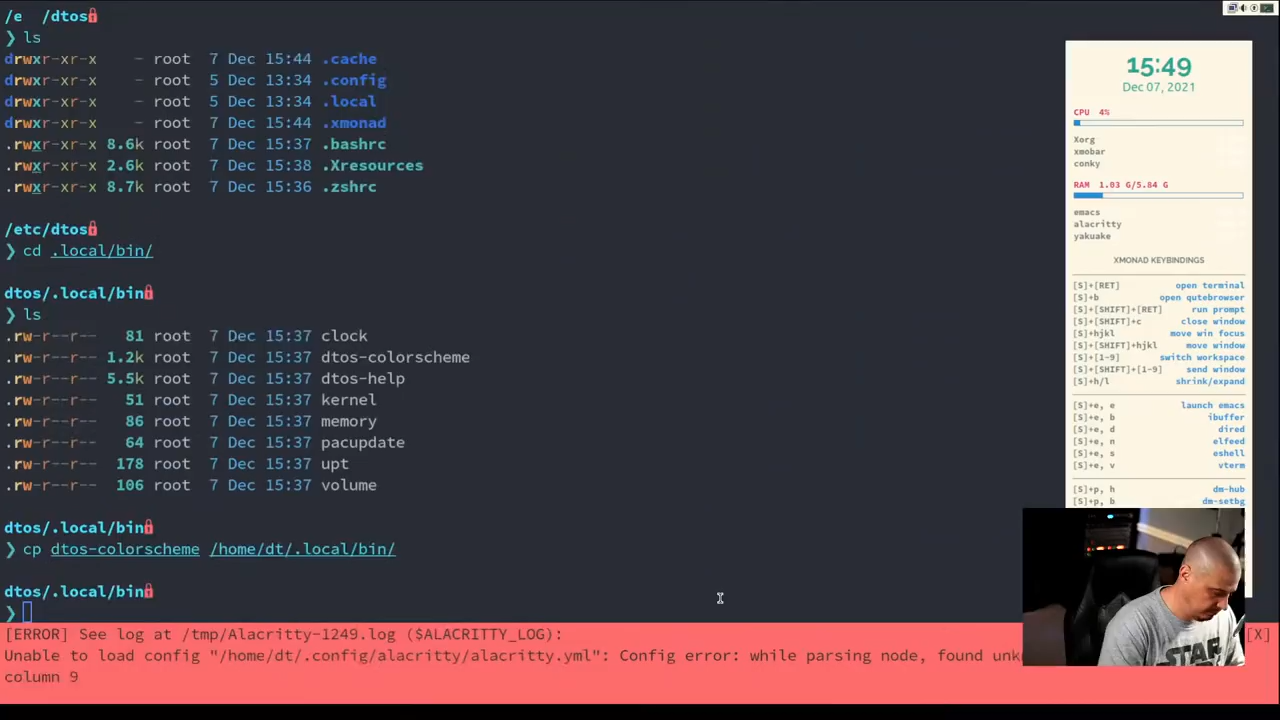 /e /dtos
❯ ls
drwxr-xr-x - root 7 Dec 15:44 .cache
drwxr-xr-x - root 5 Dec 13:34 .config
drwxr-xr-x - root 5 Dec 13:34 .local
drwxr-xr-x - root 7 Dec 15:44 .xmonad
.rwxr-xr-x 8.6k root 7 Dec 15:37 .bashrc
.rwxr-xr-x 2.6k root 7 Dec 15:38 .Xresources
.rwxr-xr-x 8.7k root 7 Dec 15:36 .zshrc
/etc/dtos
❯ cd .local/bin/
dtos/.local/bin
❯ ls
.rw-r--r-- 81 root 7 Dec 15:37 clock
.rw-r--r-- 1.2k root 7 Dec 15:37 dtos-colorscheme
.rw-r--r-- 5.5k root 7 Dec 15:37 dtos-help
.rw-r--r-- 51 root 7 Dec 15:37 kernel
.rw-r--r-- 86 root 7 Dec 15:37 memory
.rw-r--r-- 64 root 7 Dec 15:37 pacupdate
.rw-r--r-- 178 root 7 Dec 15:37 upt
.rw-r--r-- 106 root 7 Dec 15:37 volume
dtos/.local/bin
❯ cp dtos-colorscheme /home/dt/.local/bin/
dtos/.local/bin
❯
[ERROR] See log at /tmp/Alacritty-1249.log ($ALACRITTY_LOG): [X]
Unable to load config "/home/dt/.config/alacritty/alacritty.yml": Config error: while parsing node, found
column 9
15:49
Dec 07, 2021
CPU 4%
Xorg
xmobar
conky
RAM 1.03 G/5.84 G
emacs
alacritty
yakuake
XMONAD KEYBINDINGS
[S]+[RET] open terminal
[S]+b open qutebrowser
[S]+[SHIFT]+[RET] run prompt
[S]+[SHIFT]+c close window
[S]+hjkl move win focus
[S]+[SHIFT]+hjkl move window
[S]+[1-9] switch workspace
[S]+[SHIFT]+[1-9] send window
[S]+h/l shrink/expand
[S]+e, e launch emacs
[S]+e, b ibuffer
[S]+e, d dired
[S]+e, n elfeed
[S]+e, s eshell
[S]+e, v vterm
[S]+p, h dm-hub
[S]+p, b dm-setbg
STAR